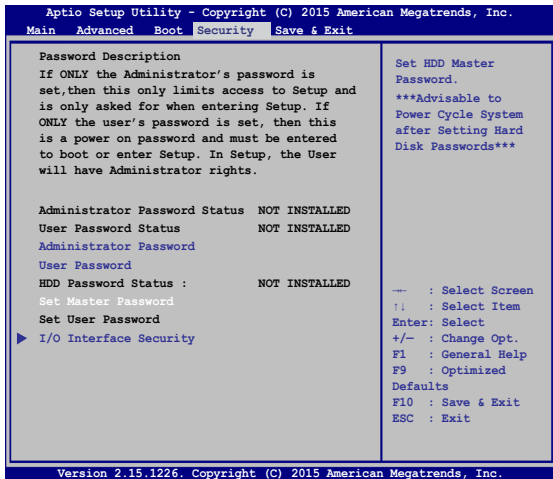 Aptio Setup Utility - Copyright (C) 2015 American Megatrends, Inc.
Main Advanced Boot Security Save & Exit
Password Description
If ONLY the Administrator's password is
set,then this only limits access to Setup and
is only asked for when entering Setup. If
ONLY the user's password is set, then this
is a power on password and must be entered
to boot or enter Setup. In Setup, the User
will have Administrator rights.
Administrator Password Status NOT INSTALLED
User Password Status NOT INSTALLED
Administrator Password
User Password
HDD Password Status : NOT INSTALLED
Set Master Password
Set User Password
I/O Interface Security
Set HDD Master
Password.
***Advisable to
Power Cycle System
after Setting Hard
Disk Passwords***
→← : Select Screen
↑↓ : Select Item
Enter: Select
+/— : Change Opt.
F1 : General Help
F9 : Optimized
Defaults
F10 : Save & Exit
ESC : Exit
Version 2.15.1226. Copyright (C) 2015 American Megatrends, Inc.